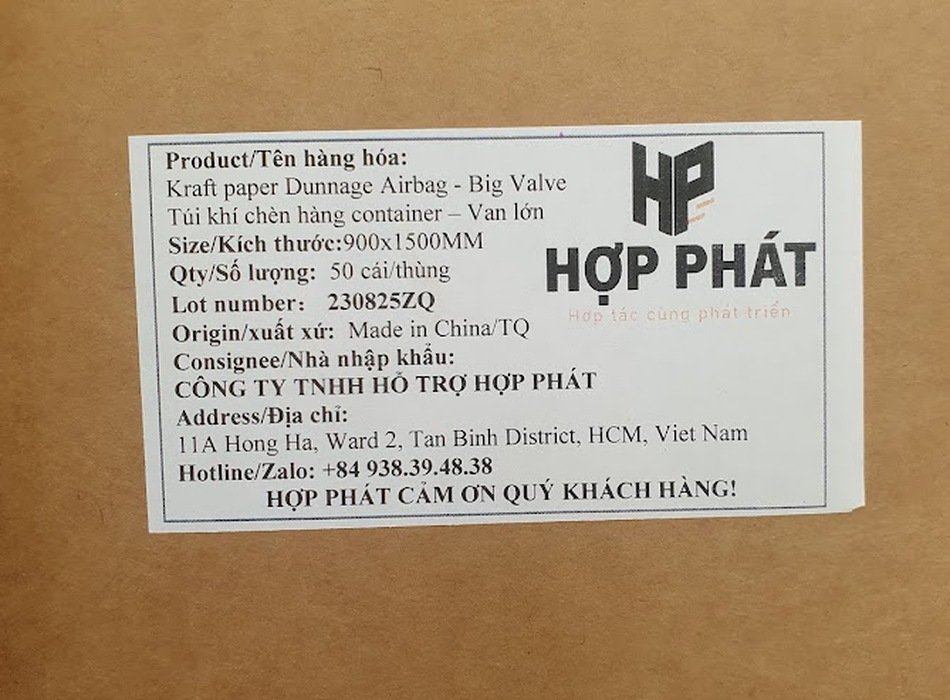 Product/Tên hàng hóa:
Kraft paper Dunnage Airbag - Big Valve
Túi khí chèn hàng container – Van lớn
Size/Kích thước:900x1500MM
Qty/Số lượng: 50 cái/thùng
Lot number: 230825ZQ
Origin/xuất xứ: Made in China/TQ
Consignee/Nhà nhập khẩu:
CÔNG TY TNHH HỖ TRỢ HỢP PHÁT
Address/Địa chỉ:
11A Hong Ha, Ward 2, Tan Binh District, HCM, Viet Nam
Hotline/Zalo: +84 938.39.48.38
HỢP PHÁT CẢM ƠN QUÝ KHÁCH HÀNG!
HP
HỢP PHÁT
Hợp tác cùng phát triển